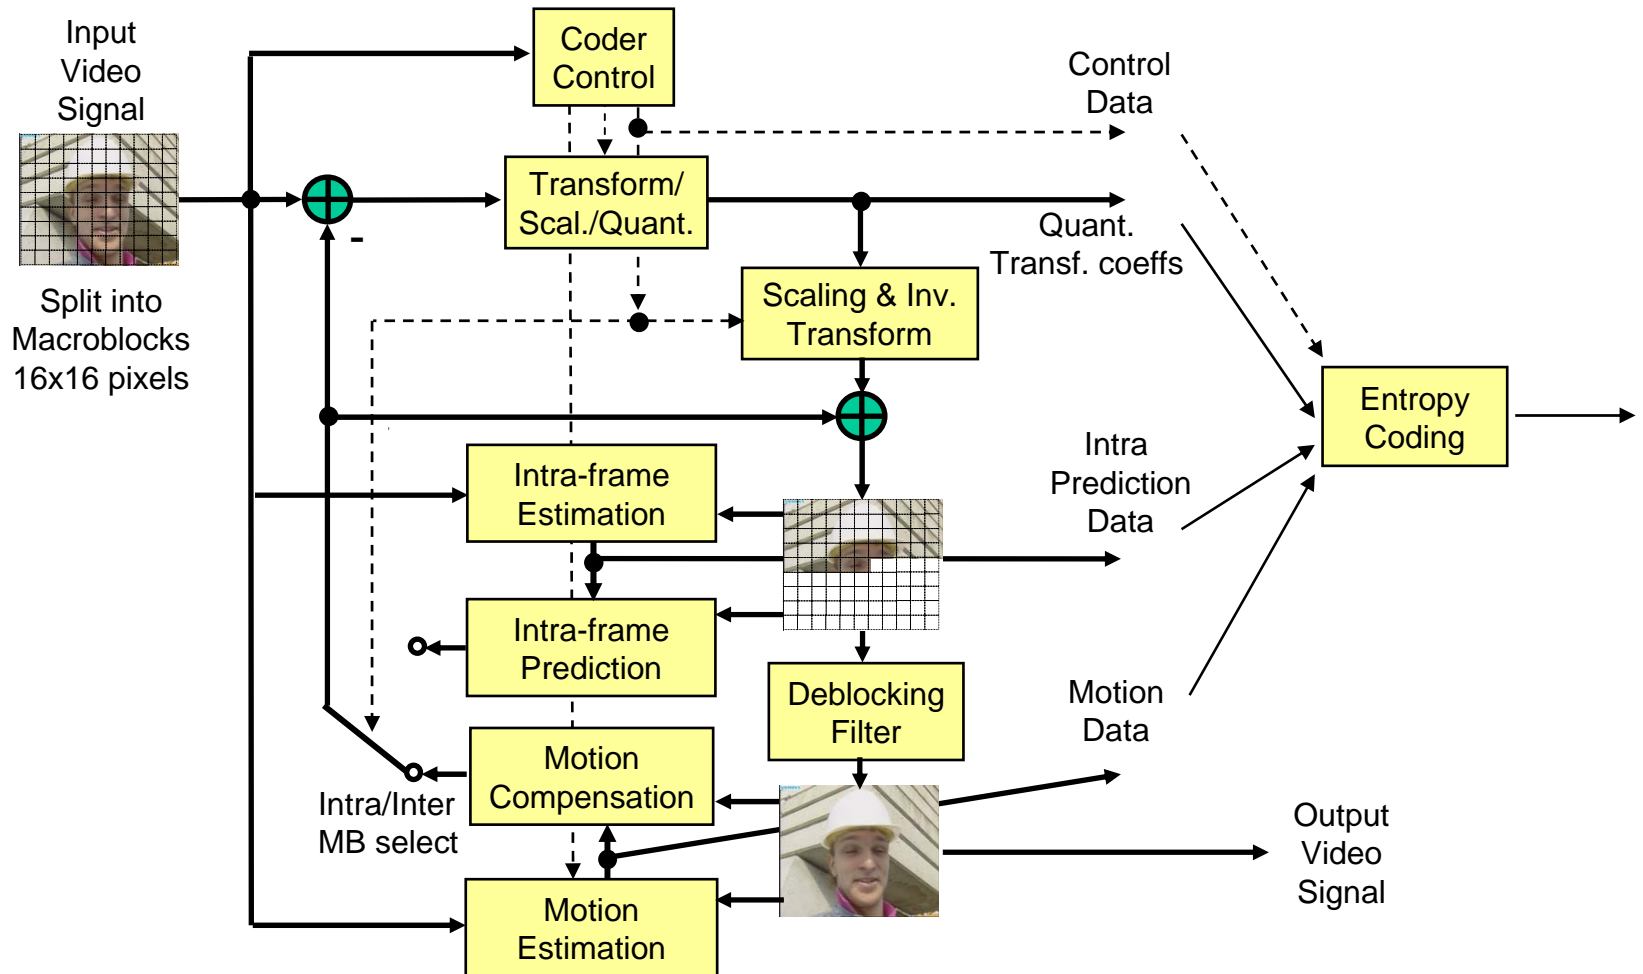 Input
Video
Signal
Split into
Macroblocks
16x16 pixels
Coder
Control
Control
Data
Transform/
Scal./Quant.
-
Quant.
Transf. coeffs
Scaling & Inv.
Transform
Entropy
Coding
Intra-frame
Estimation
Intra
Prediction
Data
Intra-frame
Prediction
Deblocking
Filter
Motion
Data
Motion
Compensation
Intra/Inter
MB select
Output
Video
Signal
Motion
Estimation